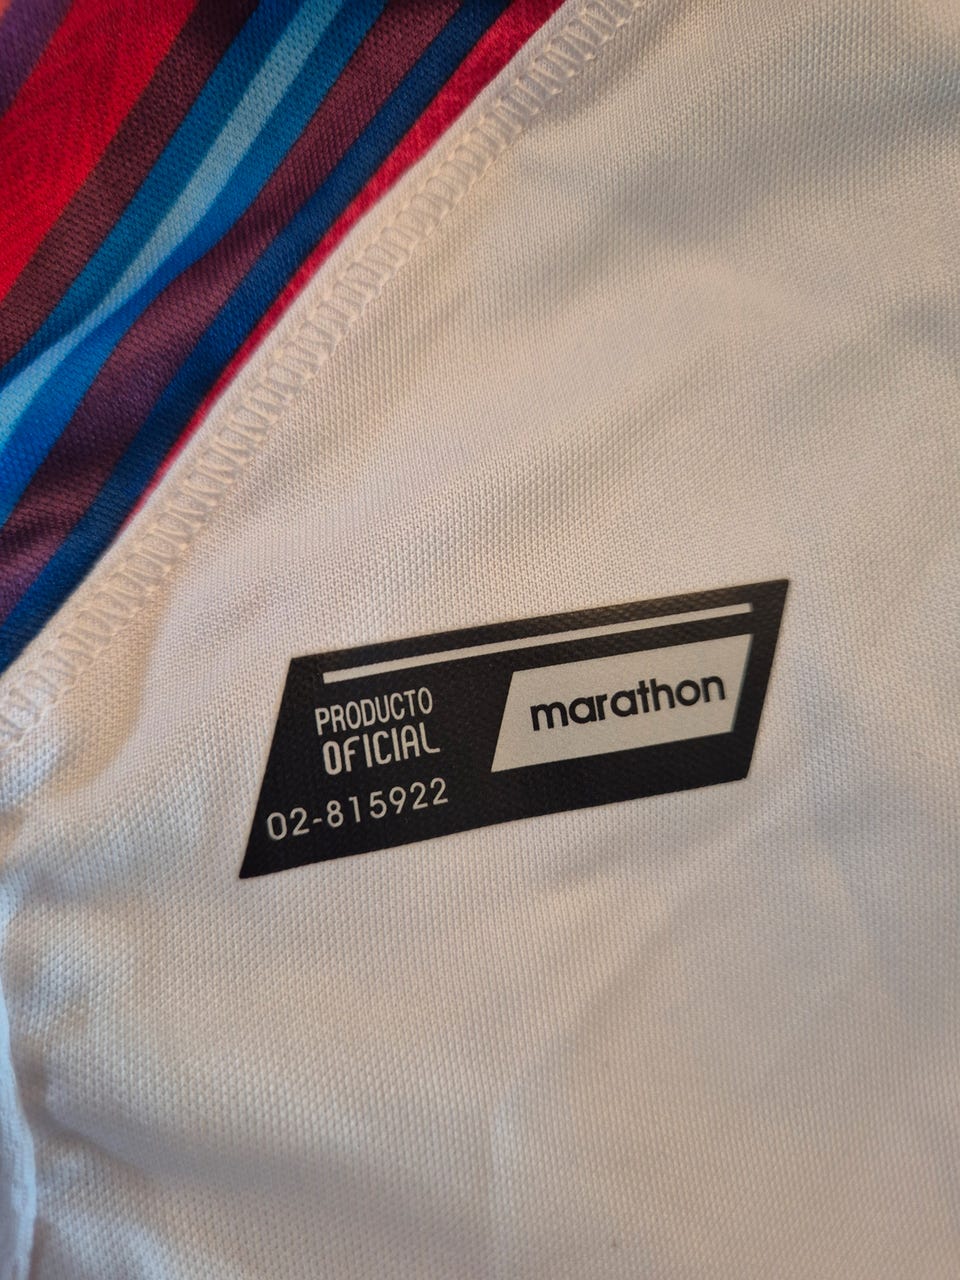 PRODUCTO
OFICIAL
02-815922
marathon